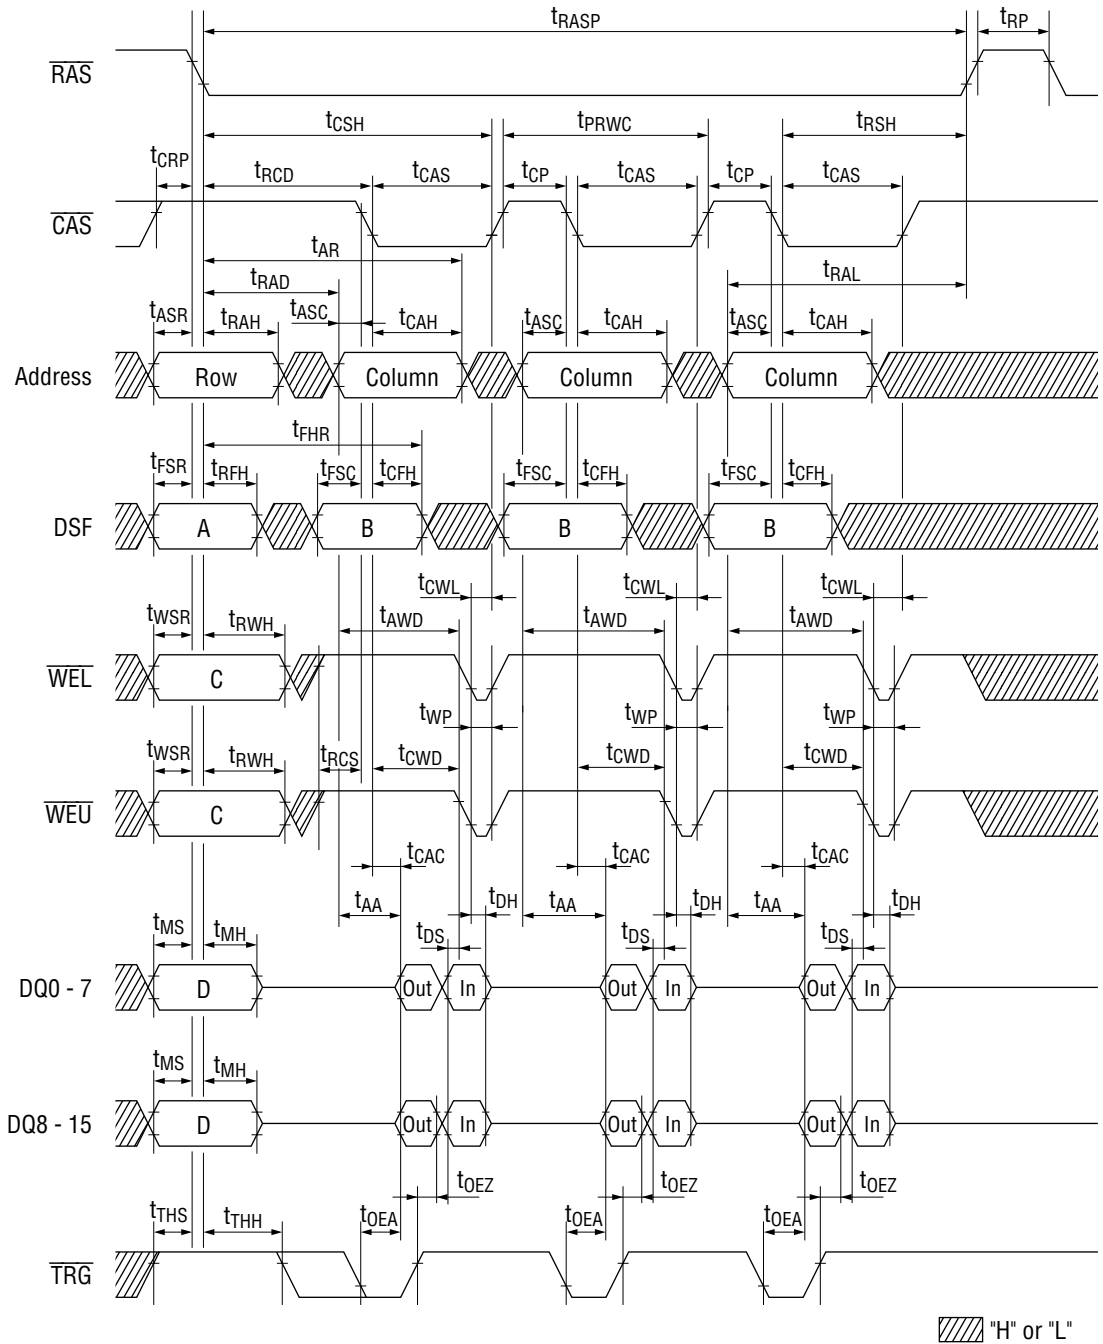 tRASP tRP
RAS
tCSH tPRWC tRSH
tCRP tRCD tCAS tCP tCAS tCP tCAS
CAS
tAR
tRAD tRAL
tASR tRAH tASC tCAH tASC tCAH tASC tCAH
Address Row Column Column Column
tFHR
tFSR tRFH tFSC tCFH tFSC tCFH tFSC tCFH
DSF A B B B
tCWL tCWL tCWL
tWSR tRWH tAWD tAWD tAWD
WEL C
tWP tWP tWP
tWSR tRWH tRCS tCWD tCWD tCWD
WEU C
tCAC tCAC tCAC
tAA tDH tAA tDH tAA tDH
tMS tMH tDS tDS tDS
DQ0 - 7 D Out In Out In Out In
tMS tMH
DQ8 - 15 D Out In Out In Out In
tOEZ tOEZ tOEZ
tTHS tTHH tOEA tOEA tOEA
TRG
"H" or "L"